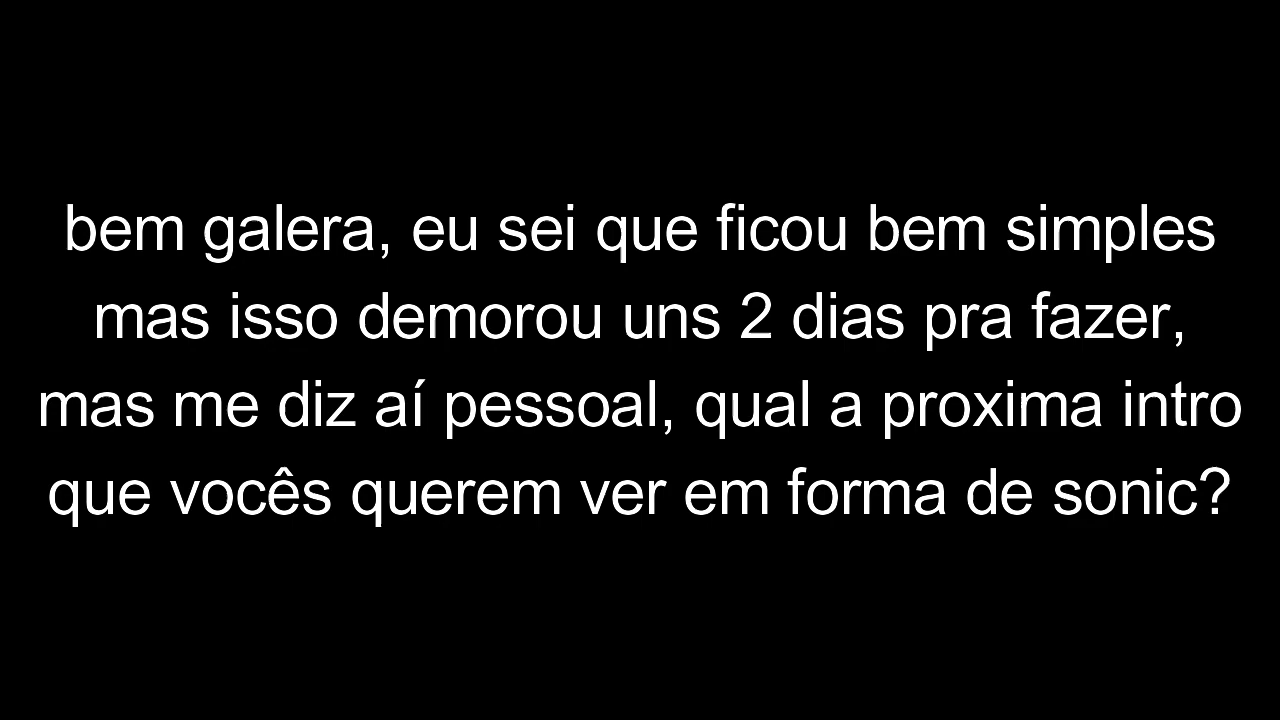 bem galera, eu sei que ficou bem simples
mas isso demorou uns 2 dias pra fazer,
mas me diz aí pessoal, qual a proxima intro
que vocês querem ver em forma de sonic?